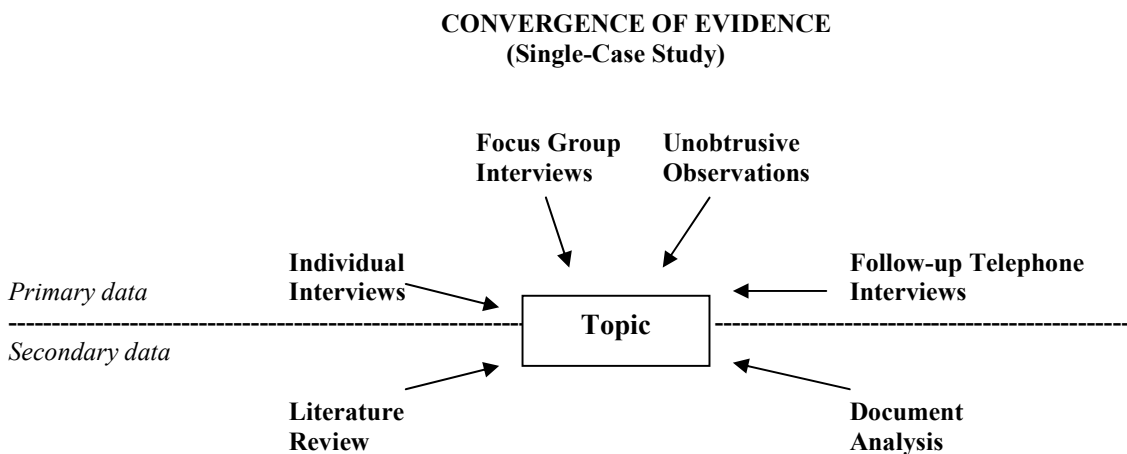 CONVERGENCE OF EVIDENCE
(Single-Case Study)
Focus Group
Interviews
Unobtrusive
Observations
Individual
Interviews
Follow-up Telephone
Interviews
Primary data
Topic
Secondary data
Literature
Review
Document
Analysis